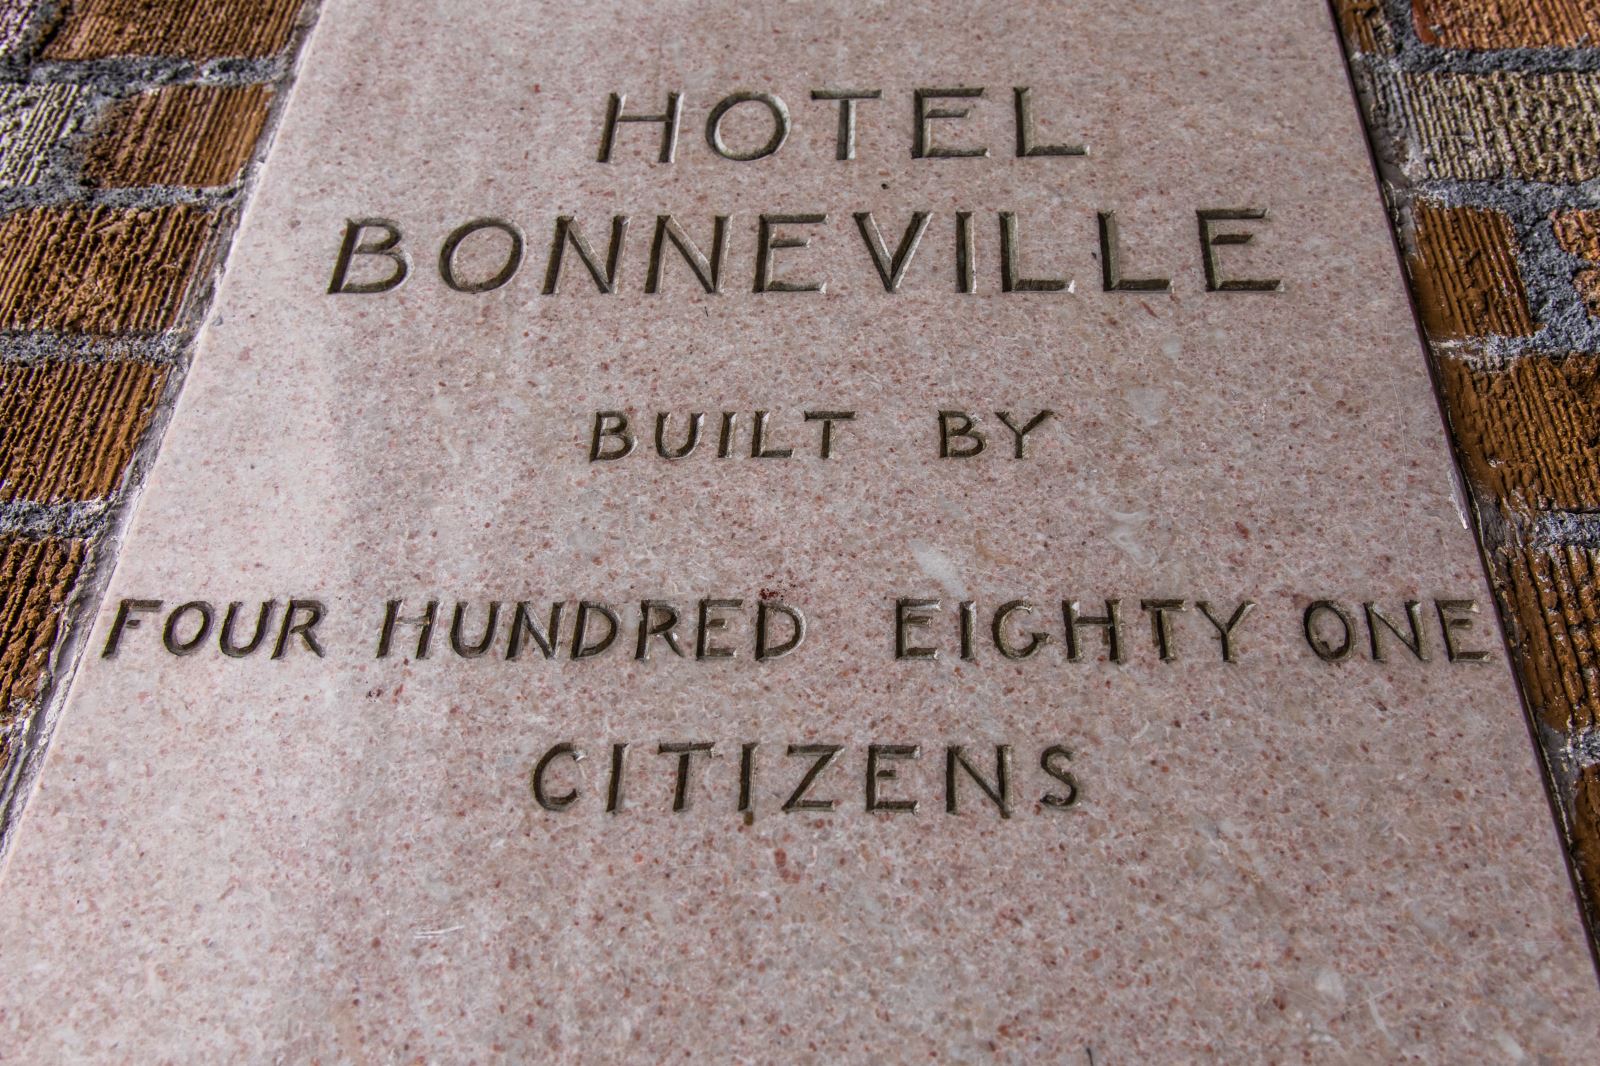 HOTEL
BONNEVILLE
BUILT BY
FOUR HUNDRED EIGHTY ONE
CITIZENS